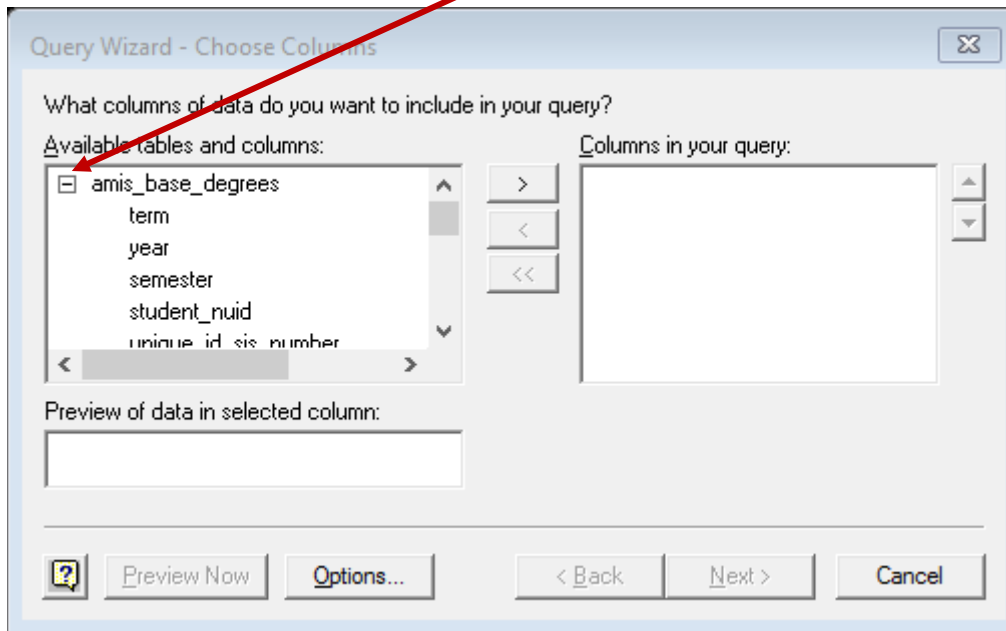 Query Wizard - Choose Columns
What columns of data do you want to include in your query?
Available tables and columns:
Columns in your query:
amis_base_degrees
term
year
semester
student_nuid
unique_id_sis_number
>
<
<<
Preview of data in selected column:
Preview Now
Options...
< Back
Next >
Cancel